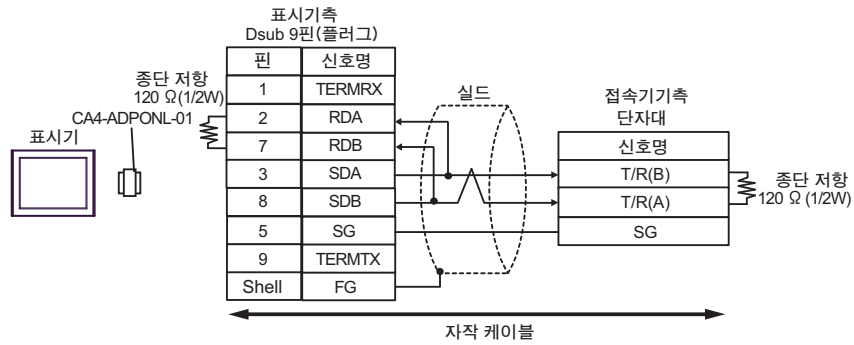 표시기측
Dsub 9핀(플러그)
핀 신호명
1 TERMRX
2 RDA
7 RDB
3 SDA
8 SDB
5 SG
9 TERMTX
Shell FG
종단 저항
120 Ω(1/2W)
CA4-ADPONL-01
표시기
실드
접속기기측
단자대
신호명
T/R(B)
T/R(A)
SG
종단 저항
120 Ω (1/2W)
자작 케이블